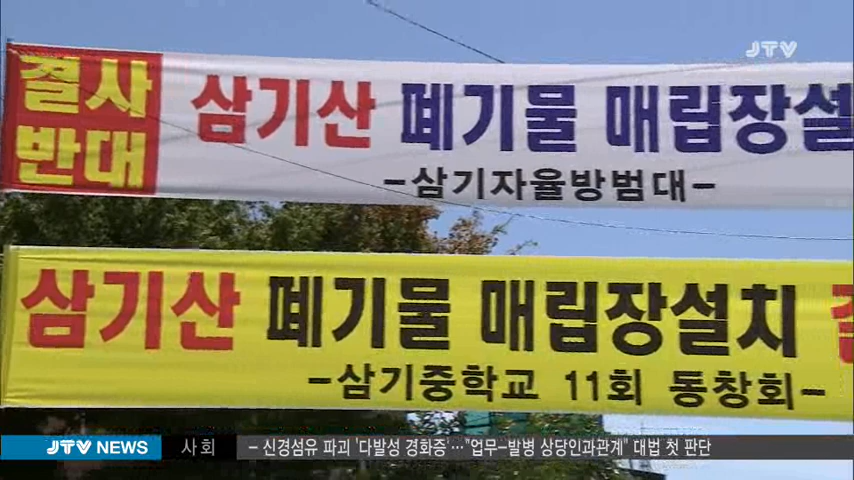 JTV
결사
반대
삼기산 폐기물 매립장설
-삼기자율방범대-
삼기산 폐기물 매립장설치
-삼기중학교 11회 동창회-
JTV NEWS 사회 - 신경섬유 파괴 '다발성 경화증'…"업무-발병 상당인과관계" 대법 첫 판단